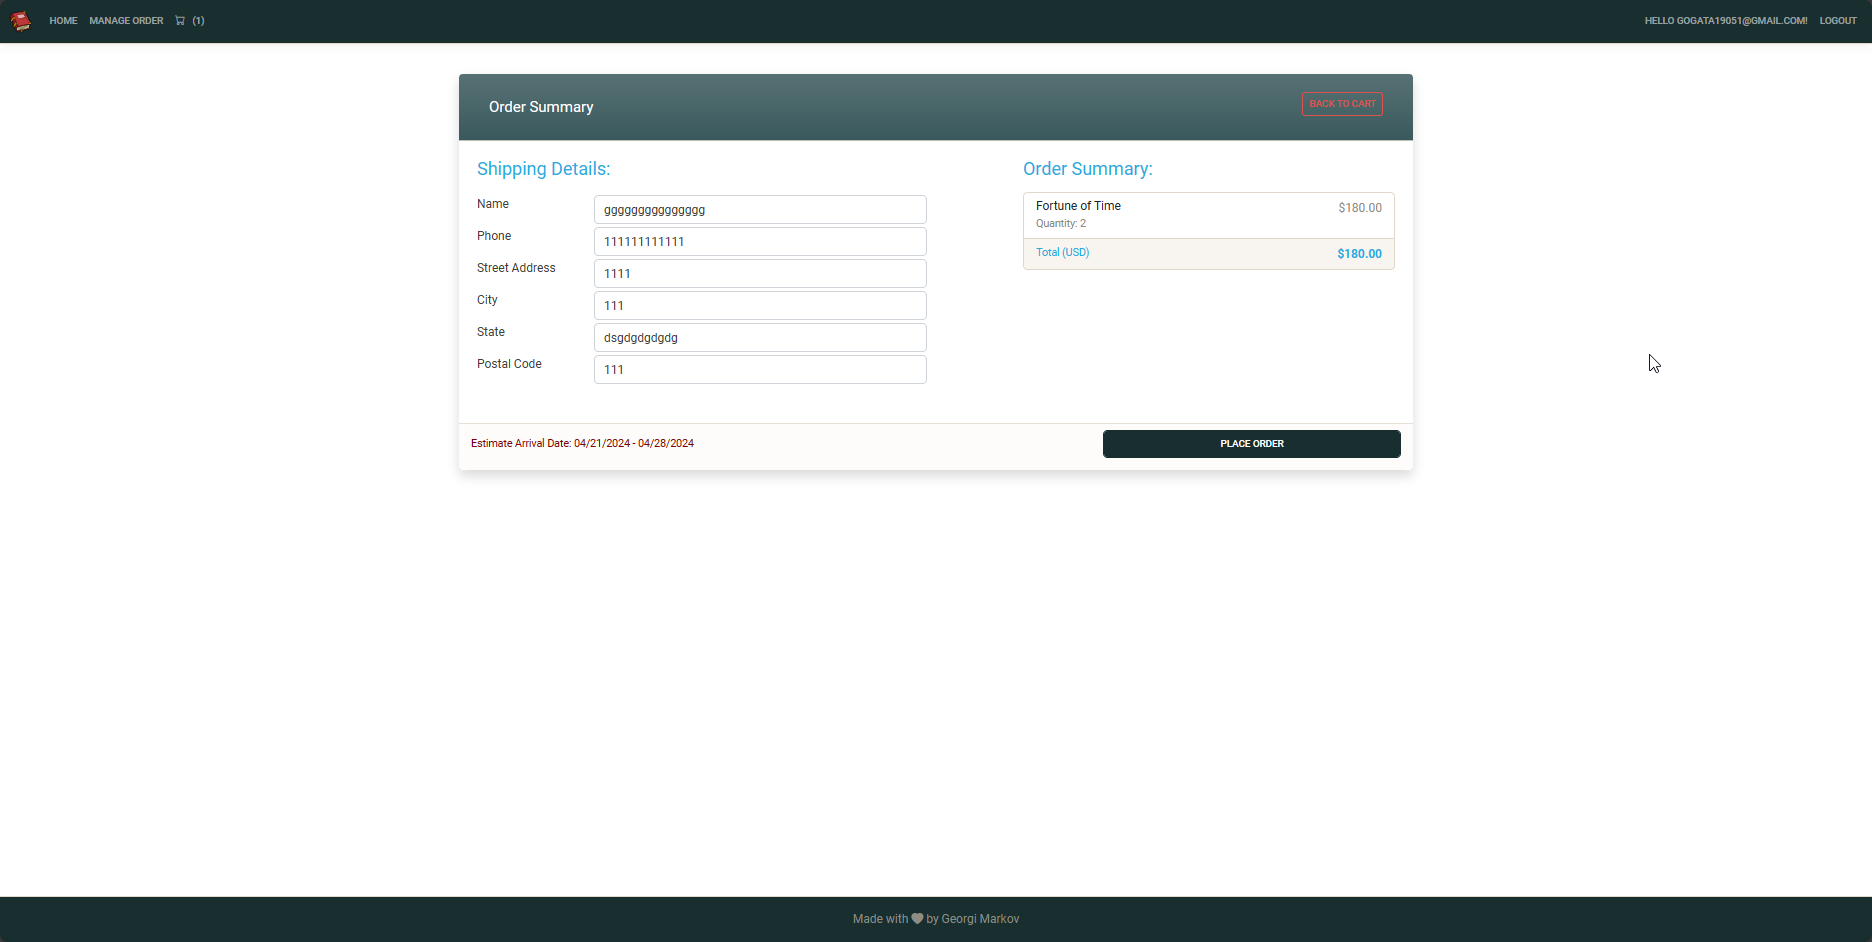 HOME MANAGE ORDER (1) HELLO GOGATA19051@GMAIL.COM! LOGOUT
Order Summary BACK TO CART
Shipping Details:
Name ggggggggggggggg
Phone 111111111111
Street Address 1111
City 111
State dsgdgdgdgdg
Postal Code 111
Order Summary:
Fortune of Time $180.00
Quantity: 2
Total (USD) $180.00
Estimate Arrival Date: 04/21/2024 - 04/28/2024 PLACE ORDER
Made with by Georgi Markov